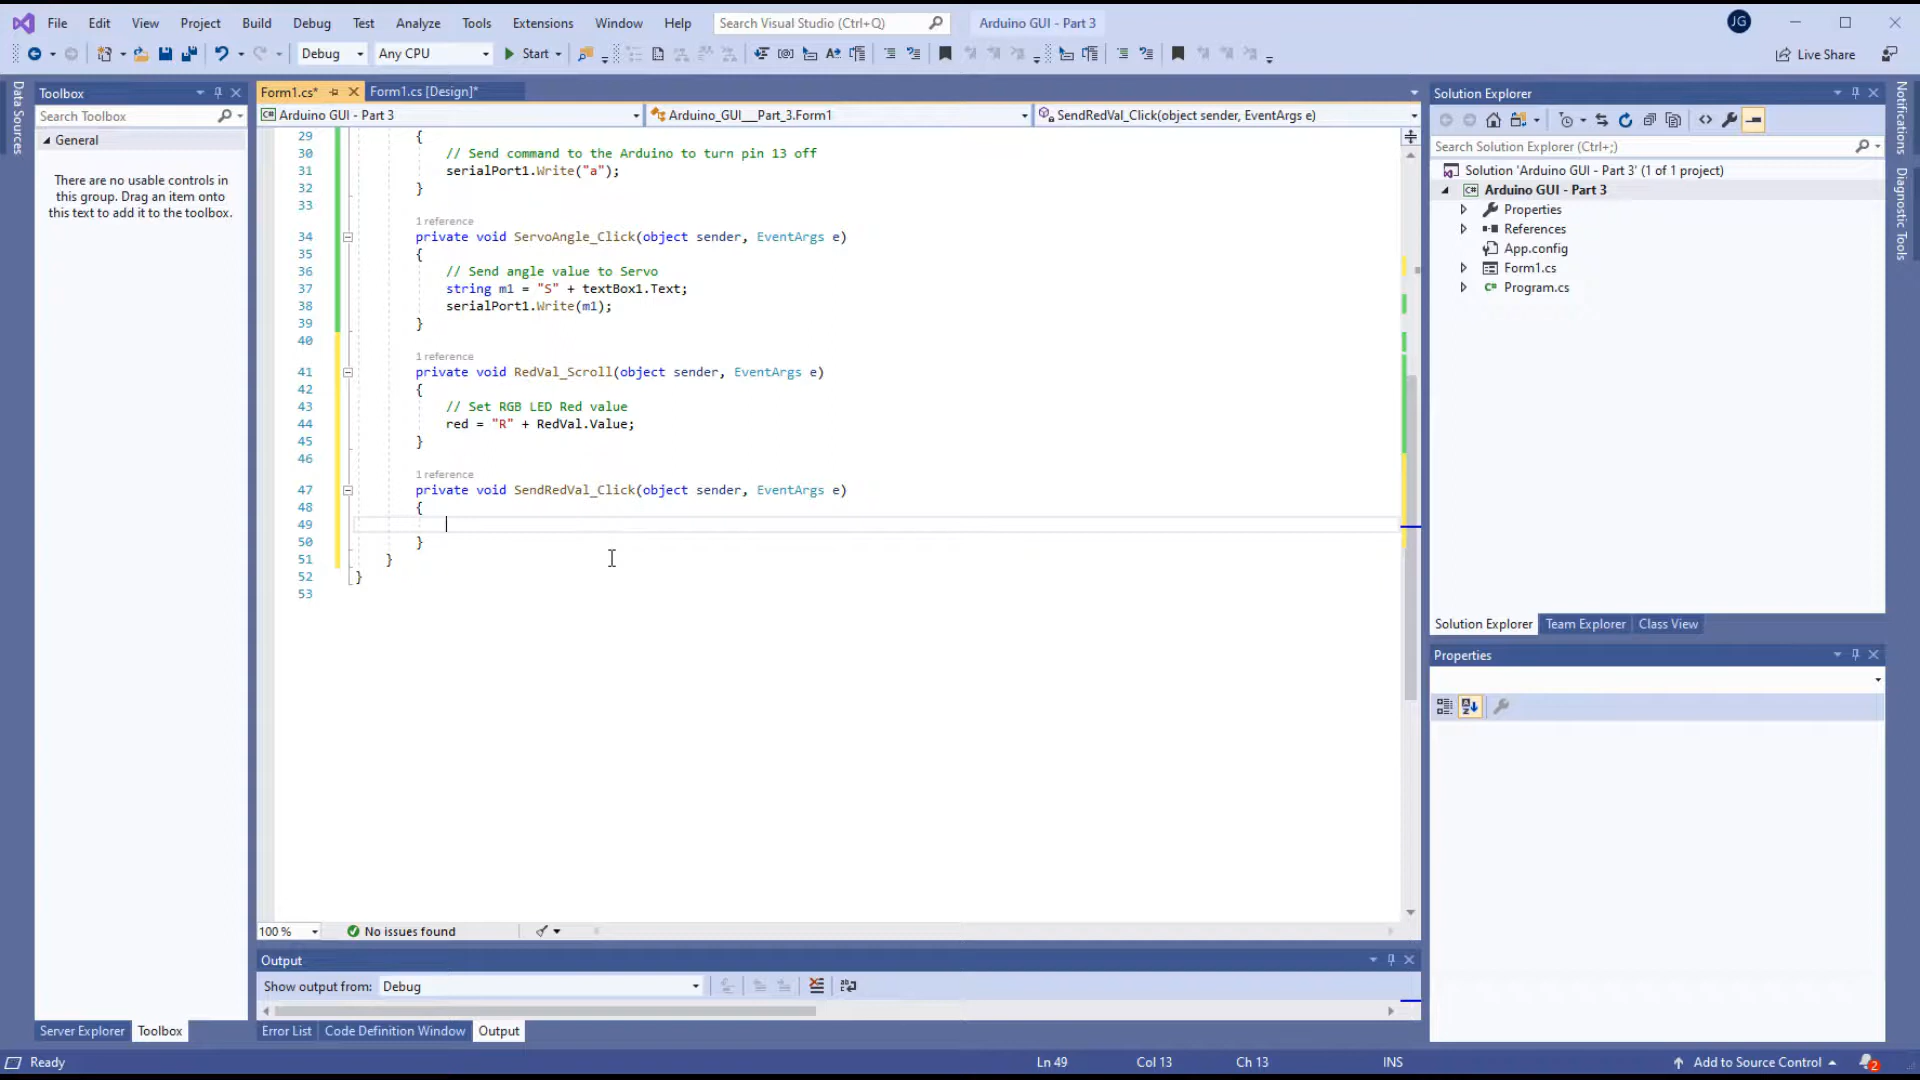 File Edit View Project Build Debug Test Analyze Tools Extensions Window Help Search Visual Studio (Ctrl+Q) Arduino GUI - Part 3 JG
Debug Any CPU Start Live Share
Data Sources
Toolbox
Search Toolbox
General
There are no usable controls in
this group. Drag an item onto
this text to add it to the toolbox.
Server Explorer Toolbox
Form1.cs* Form1.cs [Design]*
Arduino GUI - Part 3 Arduino_GUI___Part_3.Form1 SendRedVal_Click(object sender, EventArgs e)
29 {
30 // Send command to the Arduino to turn pin 13 off
31 serialPort1.Write("a");
32 }
33
1 reference
34 private void ServoAngle_Click(object sender, EventArgs e)
35 {
36 // Send angle value to Servo
37 string m1 = "S" + textBox1.Text;
38 serialPort1.Write(m1);
39 }
40
1 reference
41 private void RedVal_Scroll(object sender, EventArgs e)
42 {
43 // Set RGB LED Red value
44 red = "R" + RedVal.Value;
45 }
46
1 reference
47 private void SendRedVal_Click(object sender, EventArgs e)
48 {
49
50 }
51 }
52 }
53
100 % No issues found
Output
Show output from: Debug
Error List Code Definition Window Output
Solution Explorer
Search Solution Explorer (Ctrl+;)
Solution 'Arduino GUI - Part 3' (1 of 1 project)
C# Arduino GUI - Part 3
Properties
References
App.config
Form1.cs
C# Program.cs
Solution Explorer Team Explorer Class View
Properties
Notifications
Diagnostic Tools
Ready Ln 49 Col 13 Ch 13 INS Add to Source Control 2